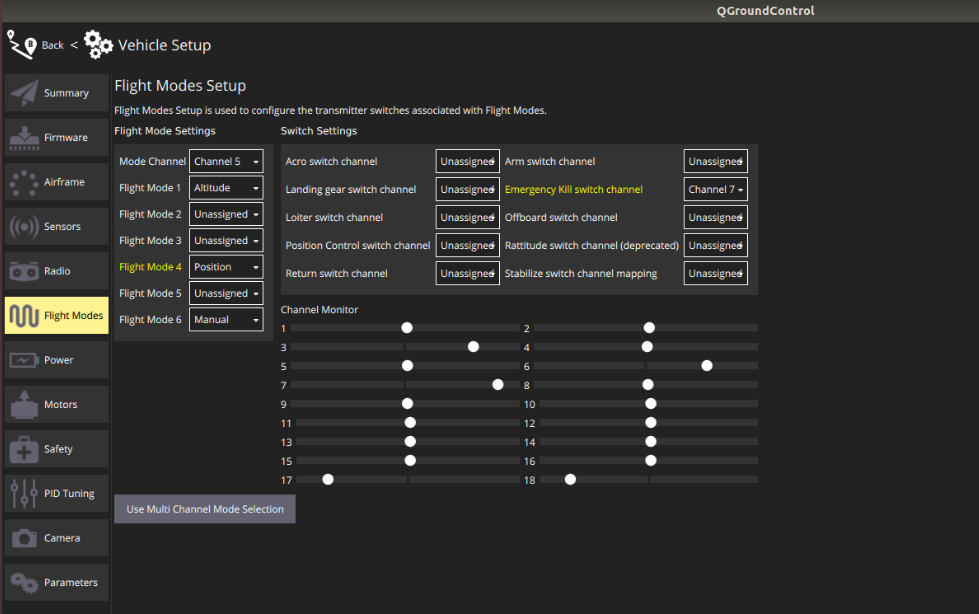 QGroundControl
Back < Vehicle Setup
Summary
Firmware
Airframe
Sensors
Radio
Flight Modes
Power
Motors
Safety
PID Tuning
Camera
Parameters
Flight Modes Setup
Flight Modes Setup is used to configure the transmitter switches associated with Flight Modes.
Flight Mode Settings
Mode Channel Channel 5
Flight Mode 1 Altitude
Flight Mode 2 Unassigned
Flight Mode 3 Unassigned
Flight Mode 4 Position
Flight Mode 5 Unassigned
Flight Mode 6 Manual
Switch Settings
Acro switch channel Unassigned Arm switch channel Unassigned
Landing gear switch channel Unassigned Emergency Kill switch channel Channel 7
Loiter switch channel Unassigned Offboard switch channel Unassigned
Position Control switch channel Unassigned Rattitude switch channel (deprecated) Unassigned
Return switch channel Unassigned Stabilize switch channel mapping Unassigned
Channel Monitor
1 2
3 4
5 6
7 8
9 10
11 12
13 14
15 16
17 18
Use Multi Channel Mode Selection